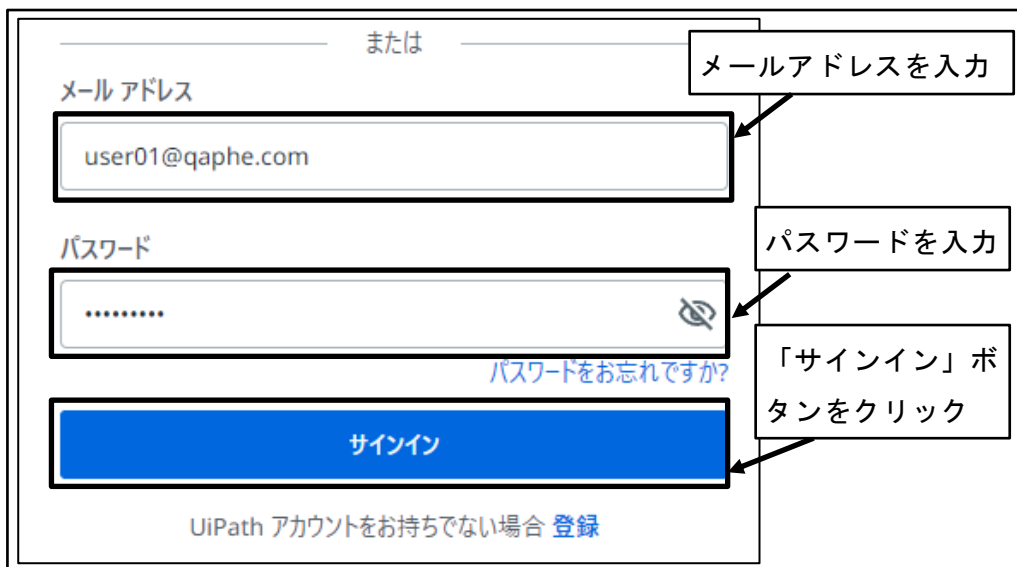 または
メールアドレスを入力
メール アドレス
user01@qaphe.com
パスワードを入力
パスワード
•••••••••
「サインイン」ボ
タンをクリック
パスワードをお忘れですか?
サインイン
UiPath アカウントをお持ちでない場合 登録